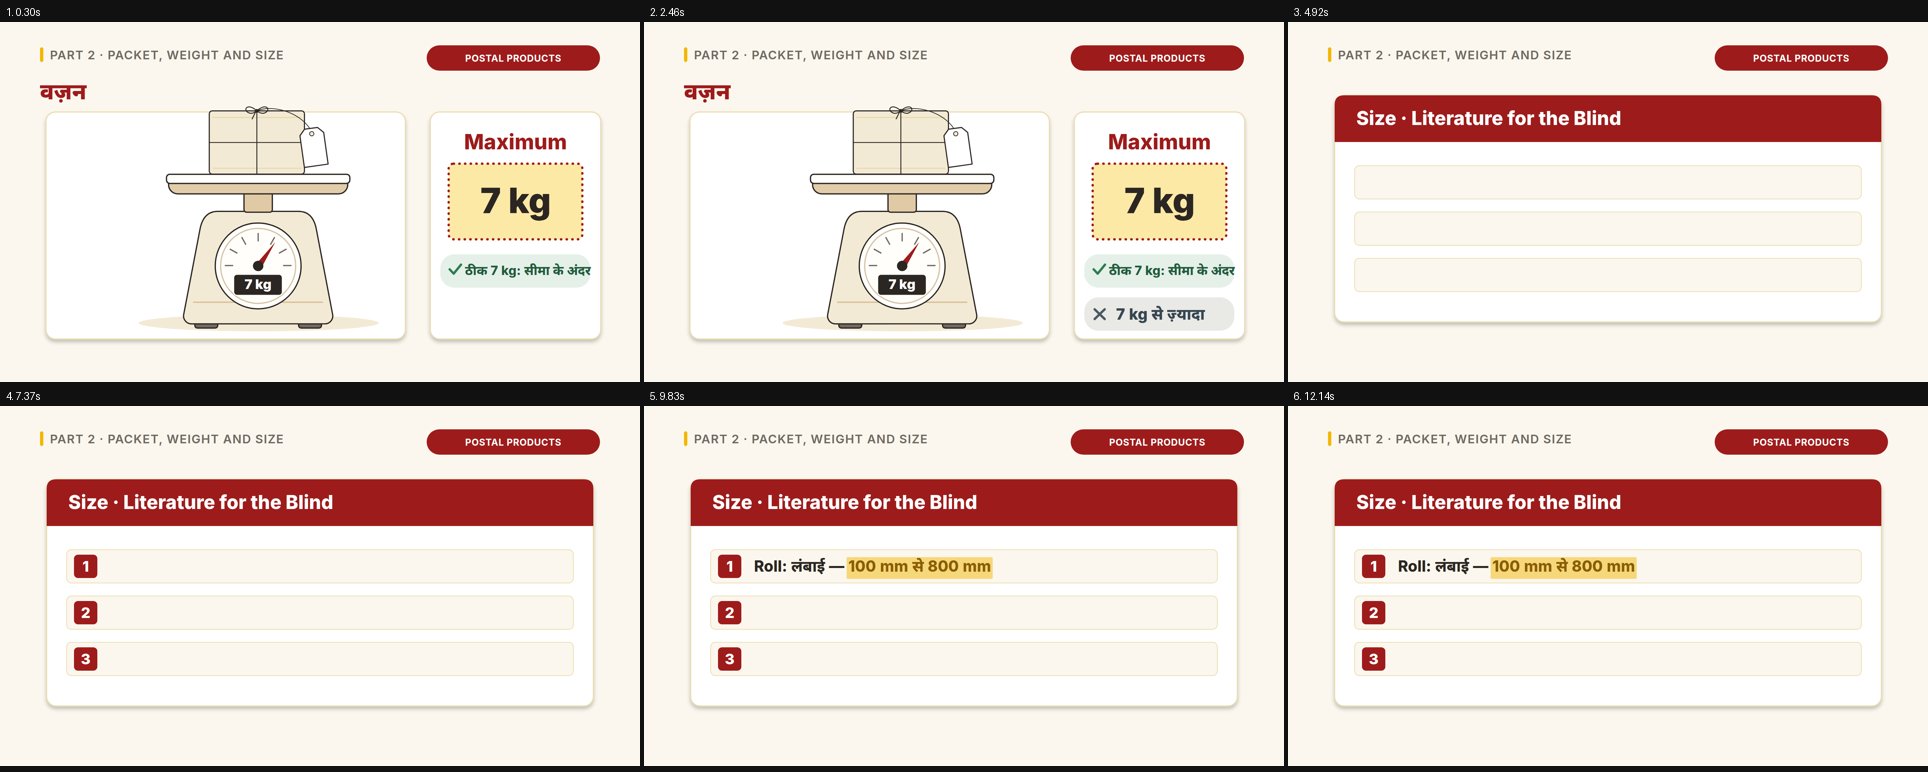 1. 0.30s
PART 2 · PACKET, WEIGHT AND SIZE
POSTAL PRODUCTS
वज़न
Maximum
7 kg
ठीक 7 kg: सीमा के अंदर
7 kg
2. 2.46s
PART 2 · PACKET, WEIGHT AND SIZE
POSTAL PRODUCTS
वज़न
Maximum
7 kg
ठीक 7 kg: सीमा के अंदर
7 kg
7 kg से ज़्यादा
3. 4.92s
PART 2 · PACKET, WEIGHT AND SIZE
POSTAL PRODUCTS
Size · Literature for the Blind
4. 7.37s
PART 2 · PACKET, WEIGHT AND SIZE
POSTAL PRODUCTS
Size · Literature for the Blind
1
2
3
5. 9.83s
PART 2 · PACKET, WEIGHT AND SIZE
POSTAL PRODUCTS
Size · Literature for the Blind
1 Roll: लंबाई — 100 mm से 800 mm
2
3
6. 12.14s
PART 2 · PACKET, WEIGHT AND SIZE
POSTAL PRODUCTS
Size · Literature for the Blind
1 Roll: लंबाई — 100 mm से 800 mm
2
3